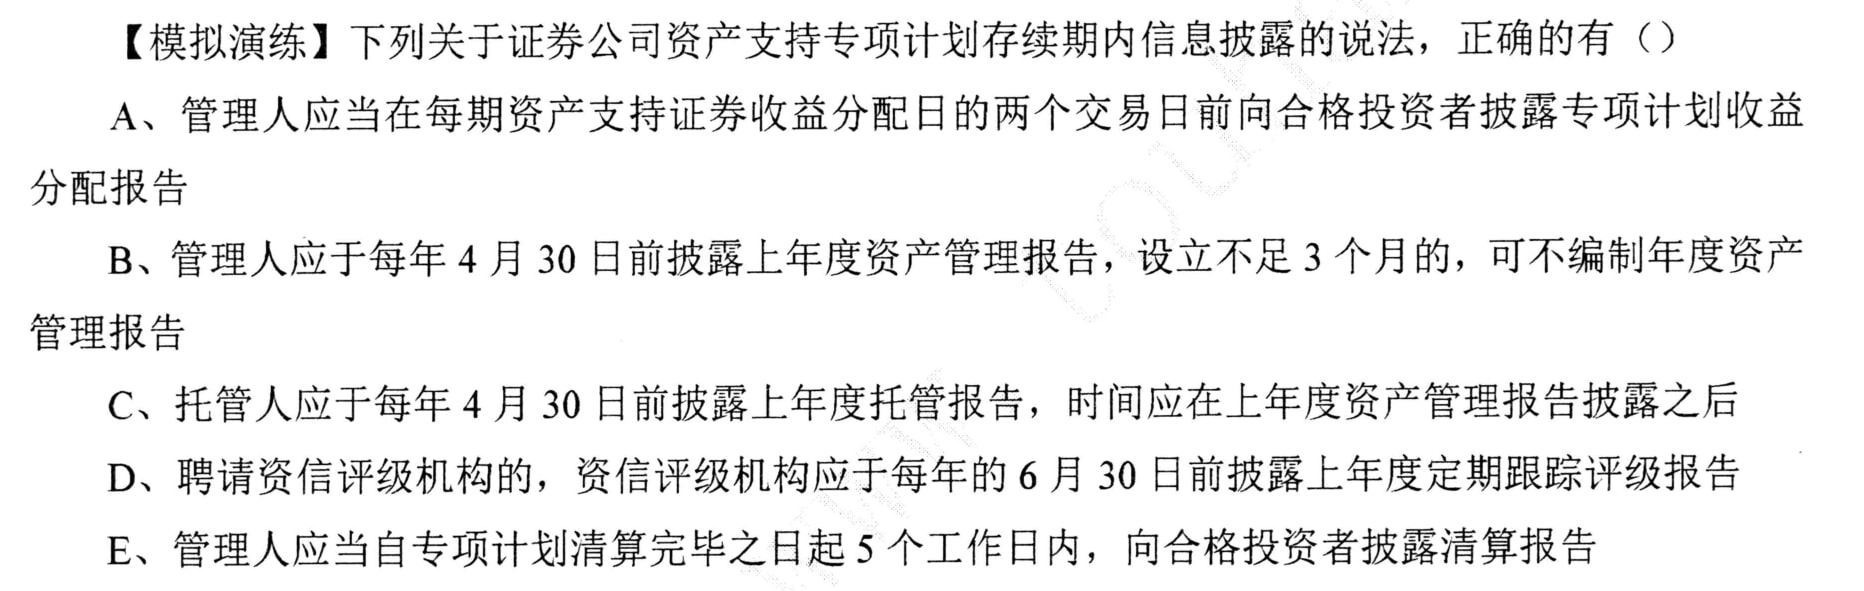 【模拟演练】下列关于证券公司资产支持专项计划存续期内信息披露的说法，正确的有（）
A、管理人应当在每期资产支持证券收益分配日的两个交易日前向合格投资者披露专项计划收益
分配报告
B、管理人应于每年 4 月 30 日前披露上年度资产管理报告，设立不足 3 个月的，可不编制年度资产
管理报告
C、托管人应于每年 4 月 30 日前披露上年度托管报告，时间应在上年度资产管理报告披露之后
D、聘请资信评级机构的，资信评级机构应于每年的 6 月 30 日前披露上年度定期跟踪评级报告
E、管理人应当自专项计划清算完毕之日起 5 个工作日内，向合格投资者披露清算报告